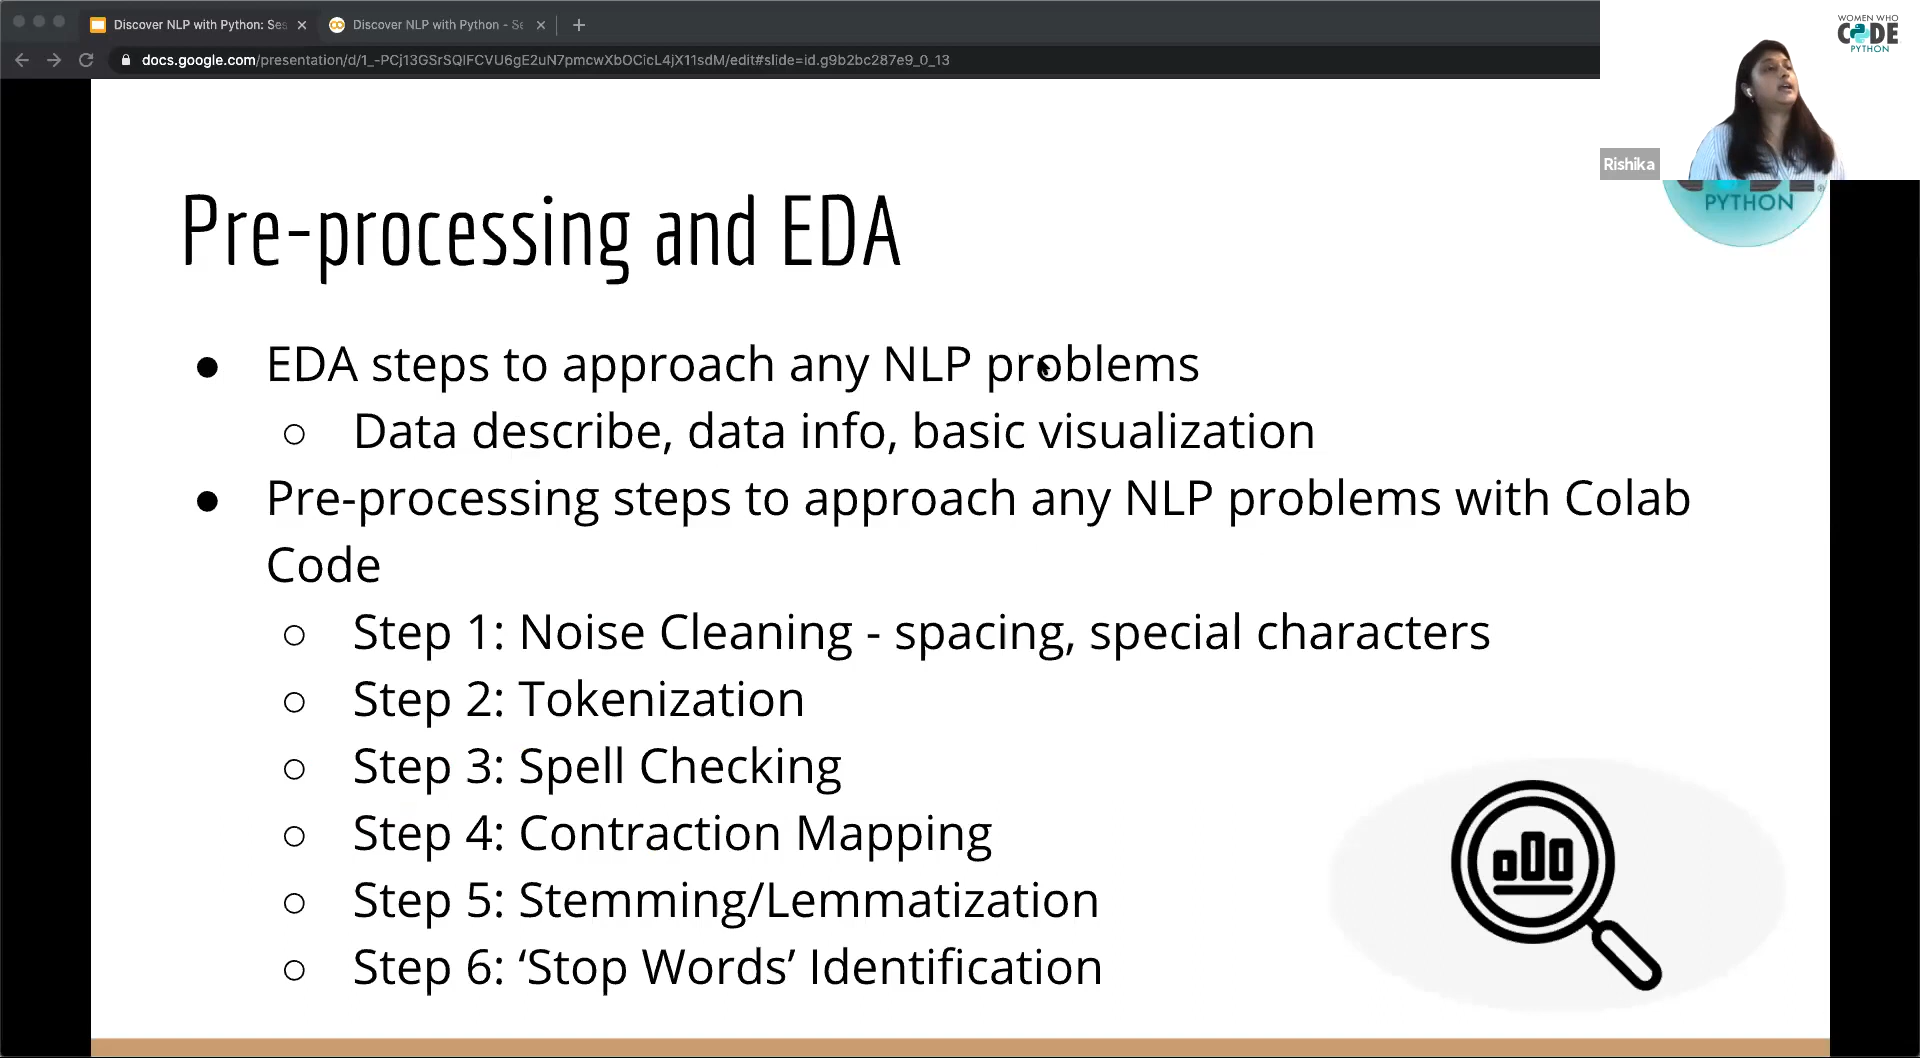 Discover NLP with Python: Ses
Discover NLP with Python - Se
docs.google.com/presentation/d/1_-PCj13GSrSQlFCVU6gE2uN7pmcwXbOCicL4jX11sdM/edit#slide=id.g9b2bc287e9_0_13
WOMEN WHO
CODE
PYTHON
Rishika
PYTHON
Pre-processing and EDA
● EDA steps to approach any NLP problems
○ Data describe, data info, basic visualization
● Pre-processing steps to approach any NLP problems with Colab
Code
○ Step 1: Noise Cleaning - spacing, special characters
○ Step 2: Tokenization
○ Step 3: Spell Checking
○ Step 4: Contraction Mapping
○ Step 5: Stemming/Lemmatization
○ Step 6: ‘Stop Words’ Identification